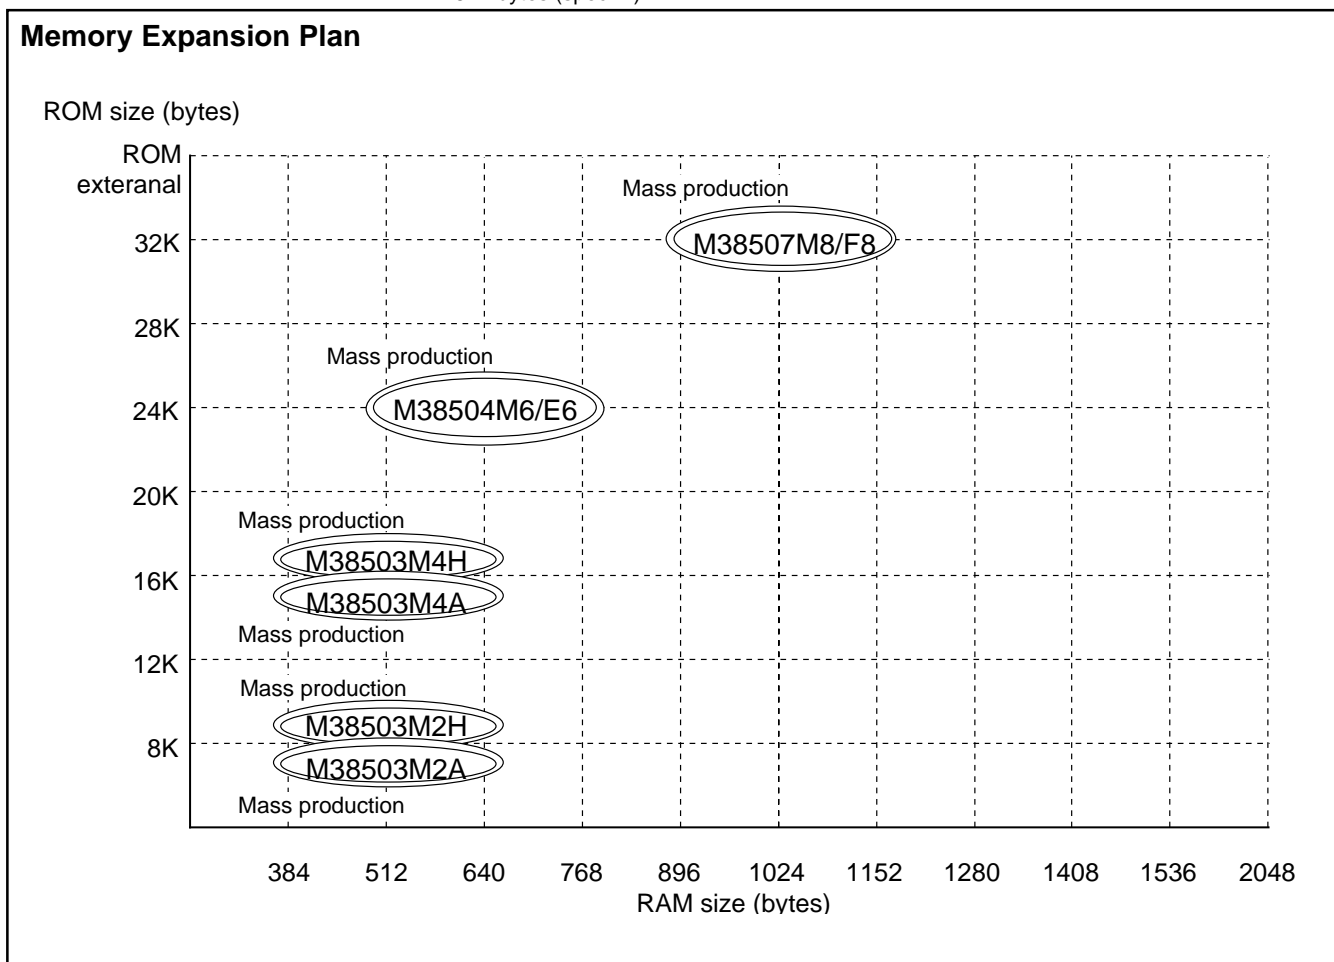 Memory Expansion Plan
ROM size (bytes)
ROM
exteranal
Mass production
32K
M38507M8/F8
28K
Mass production
24K
M38504M6/E6
20K
Mass production
M38503M4H
16K
M38503M4A
Mass production
12K
Mass production
M38503M2H
8K
M38503M2A
Mass production
384 512 640 768 896 1024 1152 1280 1408 1536 2048
RAM size (bytes)